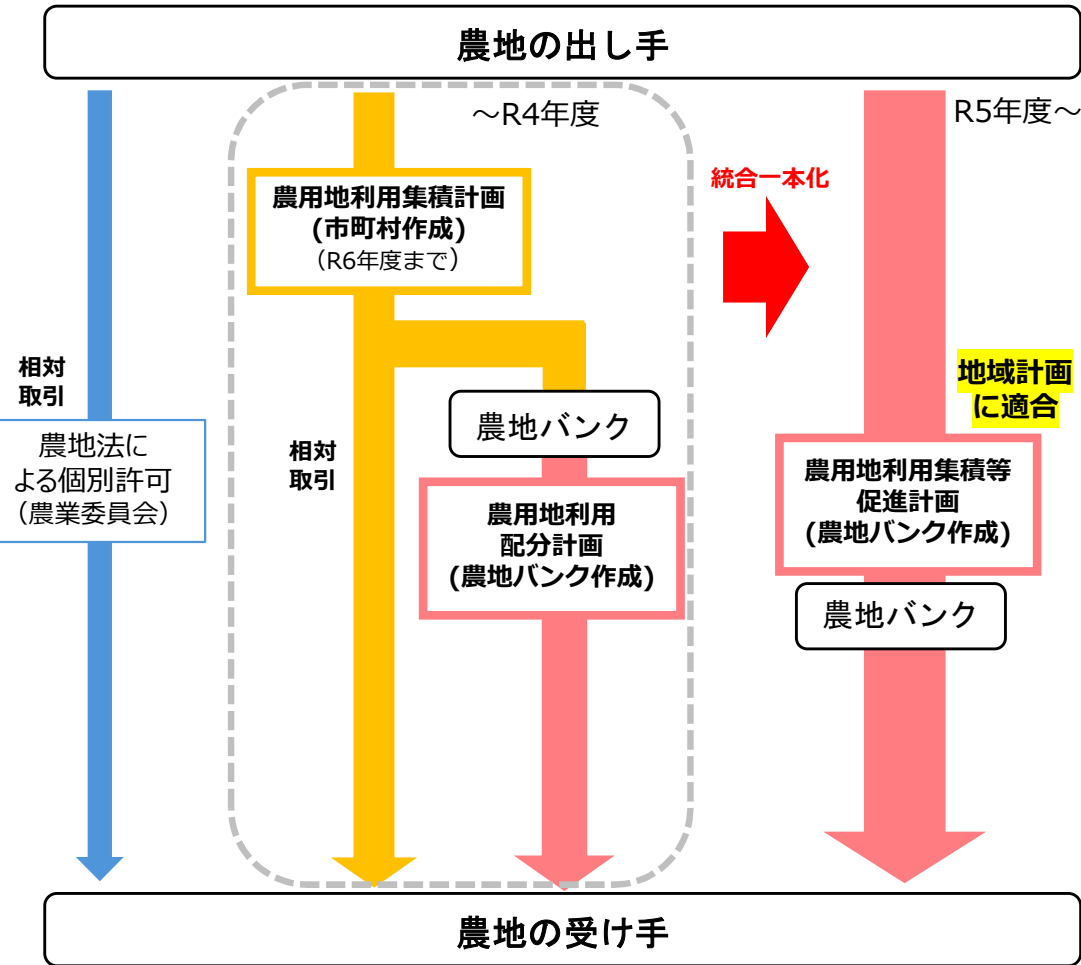 農地の出し手
～R4年度
R5年度～
農用地利用集積計画
(市町村作成)
（R6年度まで）
統合一本化
相対
取引
農地法に
よる個別許可
（農業委員会）
相対
取引
農地バンク
農用地利用
配分計画
(農地バンク作成)
地域計画
に適合
農用地利用集積等
促進計画
(農地バンク作成)
農地バンク
農地の受け手